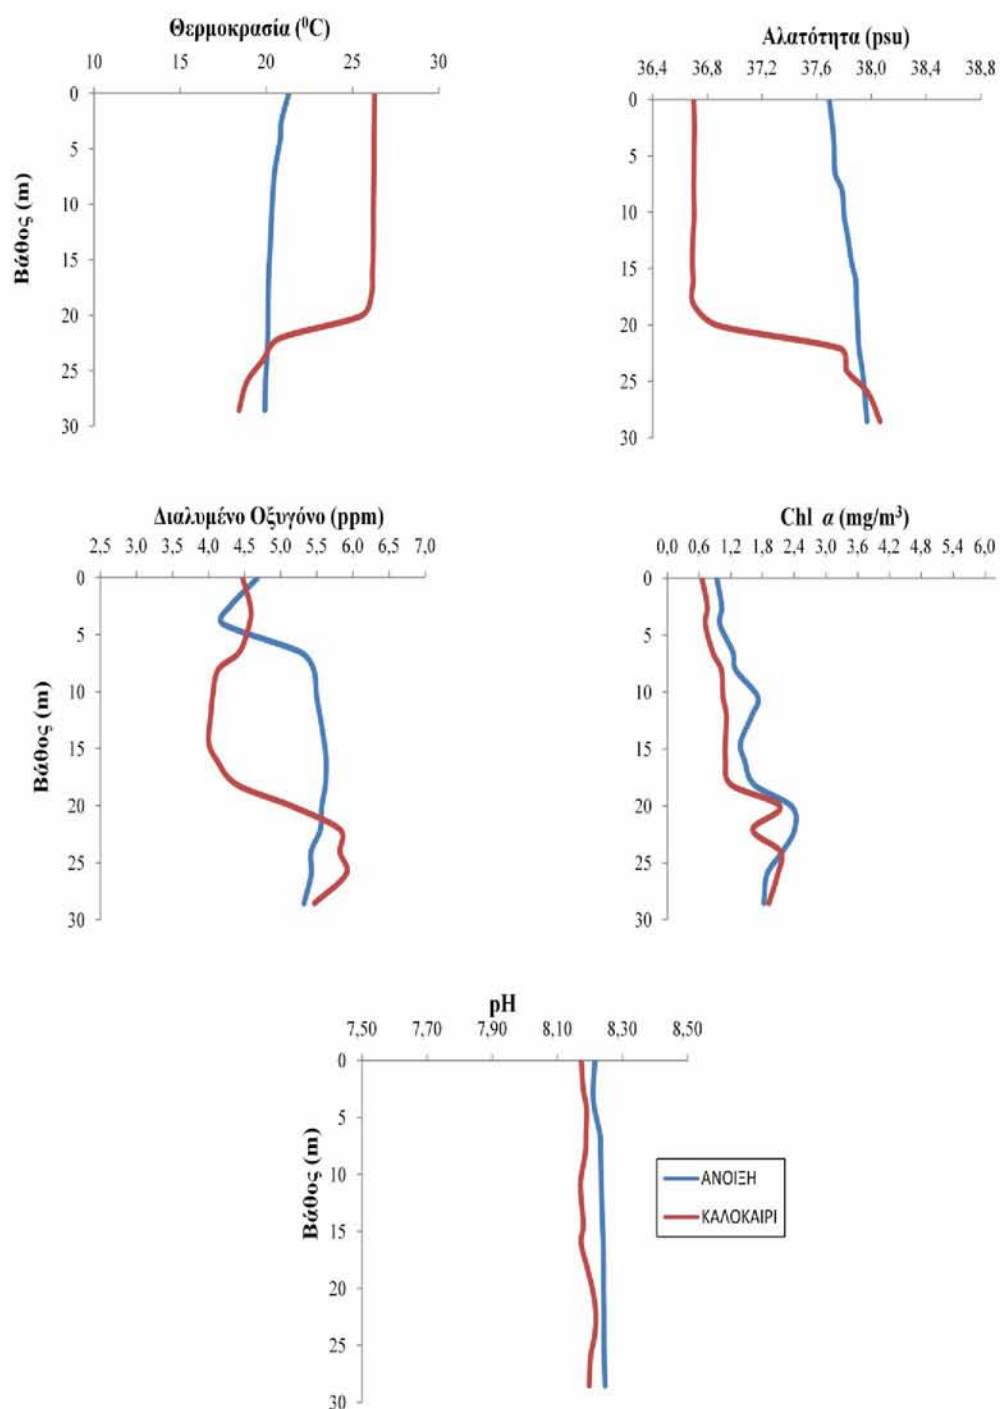 Θερμοκρασία (⁰C)
10 15 20 25 30
0
5
10
15
20
25
30
Βάθος (m)
Αλατότητα (psu)
36,4 36,8 37,2 37,6 38,0 38,4 38,8
0
5
10
15
20
25
30
Διαλυμένο Οξυγόνο (ppm)
2,5 3,0 3,5 4,0 4,5 5,0 5,5 6,0 6,5 7,0
0
5
10
15
20
25
30
Βάθος (m)
Chl α (mg/m³)
0,0 0,6 1,2 1,8 2,4 3,0 3,6 4,2 4,8 5,4 6,0
0
5
10
15
20
25
30
pH
7,50 7,70 7,90 8,10 8,30 8,50
0
5
10
15
20
25
30
Βάθος (m)
ΑΝΟΙΞΗ
ΚΑΛΟΚΑΙΡΙ